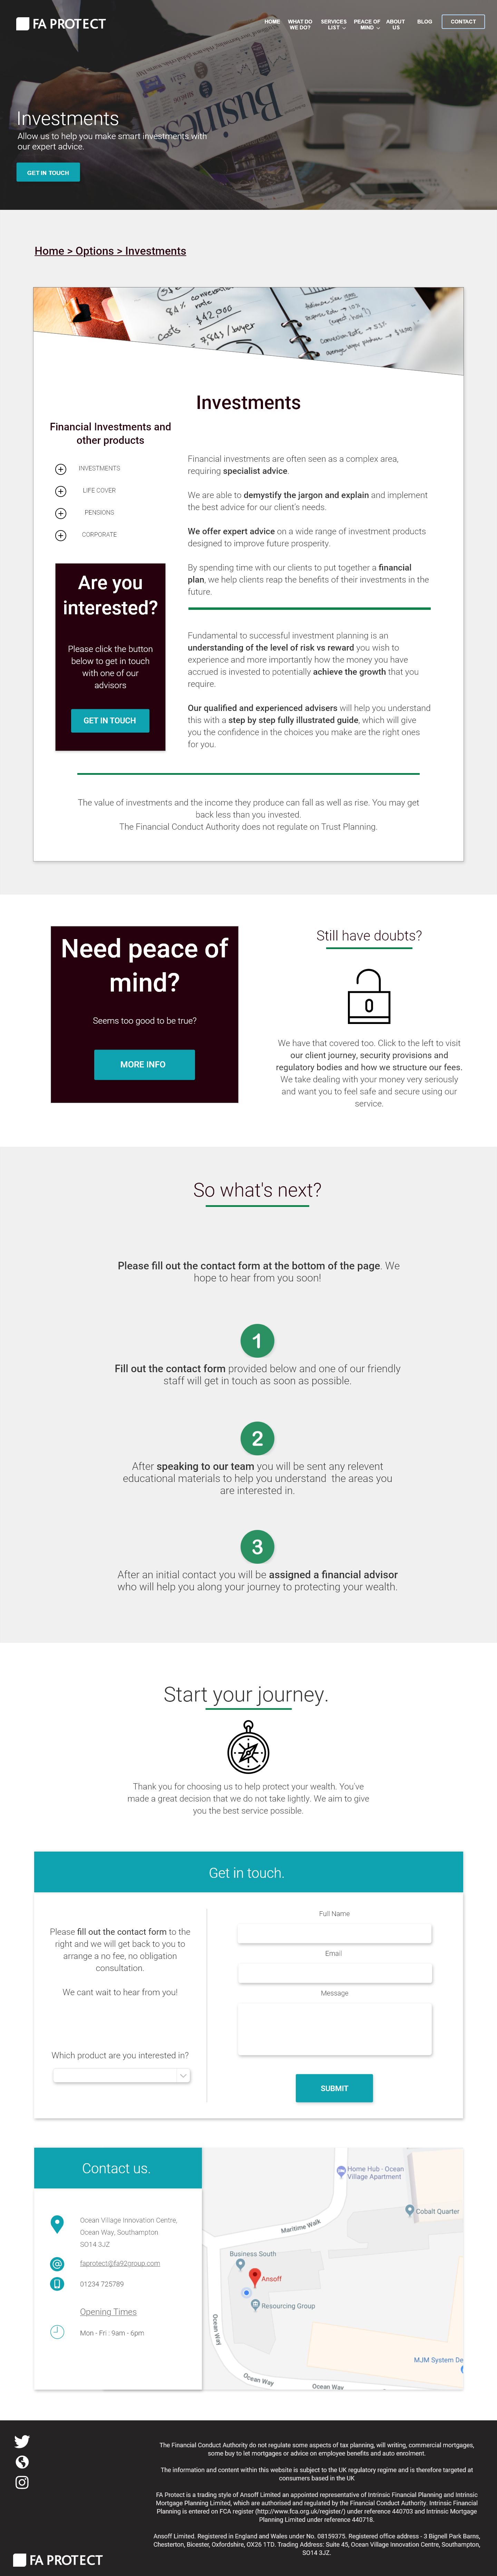 FA PROTECT
HOME
WHAT DO
WE DO?
SERVICES
LIST
PEACE OF
MIND
ABOUT
US
BLOG
CONTACT
Business
Investments
Allow us to help you make smart investments with
our expert advice.
GET IN TOUCH
Home > Options > Investments
$42,000
Investments
Financial Investments and
other products
INVESTMENTS
LIFE COVER
PENSIONS
CORPORATE
Are you
interested?
Please click the button
below to get in touch
with one of our
advisors
GET IN TOUCH
Financial investments are often seen as a complex area,
requiring specialist advice.
We are able to demystify the jargon and explain and implement
the best advice for our client's needs.
We offer expert advice on a wide range of investment products
designed to improve future prosperity.
By spending time with our clients to put together a financial
plan, we help clients reap the benefits of their investments in the
future.
Fundamental to successful investment planning is an
understanding of the level of risk vs reward you wish to
experience and more importantly how the money you have
accrued is invested to potentially achieve the growth that you
require.
Our qualified and experienced advisers will help you understand
this with a step by step fully illustrated guide, which will give
you the confidence in the choices you make are the right ones
for you.
The value of investments and the income they produce can fall as well as rise. You may get
back less than you invested.
The Financial Conduct Authority does not regulate on Trust Planning.
Need peace of
mind?
Seems too good to be true?
MORE INFO
Still have doubts?
We have that covered too. Click to the left to visit
our client journey, security provisions and
regulatory bodies and how we structure our fees.
We take dealing with your money very seriously
and want you to feel safe and secure using our
service.
So what's next?
Please fill out the contact form at the bottom of the page. We
hope to hear from you soon!
1
Fill out the contact form provided below and one of our friendly
staff will get in touch as soon as possible.
2
After speaking to our team you will be sent any relevent
educational materials to help you understand the areas you
are interested in.
3
After an initial contact you will be assigned a financial advisor
who will help you along your journey to protecting your wealth.
Start your journey.
Thank you for choosing us to help protect your wealth. You've
made a great decision that we do not take lightly. We aim to give
you the best service possible.
Get in touch.
Please fill out the contact form to the
right and we will get back to you to
arrange a no fee, no obligation
consultation.
We cant wait to hear from you!
Which product are you interested in?
Full Name
Email
Message
SUBMIT
Contact us.
Ocean Village Innovation Centre,
Ocean Way, Southampton
SO14 3JZ
faprotect@fa92group.com
01234 725789
Opening Times
Mon - Fri : 9am - 6pm
Home Hub - Ocean
Village Apartment
Cobalt Quarter
Maritime Walk
Business South
Ansoff
Resourcing Group
Ocean Way
MJM System De
Ocean Way
Ocean Way
The Financial Conduct Authority do not regulate some aspects of tax planning, will writing, commercial mortgages,
some buy to let mortgages or advice on employee benefits and auto enrolment.
The information and content within this website is subject to the UK regulatory regime and is therefore targeted at
consumers based in the UK
FA Protect is a trading style of Ansoff Limited an appointed representative of Intrinsic Financial Planning and Intrinsic
Mortgage Planning Limited, which are authorised and regulated by the Financial Conduct Authority. Intrinsic Financial
Planning is entered on FCA register (http://www.fca.org.uk/register/) under reference 440703 and Intrinsic Mortgage
Planning Limited under reference 440718.
Ansoff Limited. Registered in England and Wales under No. 08159375. Registered office address - 3 Bignell Park Barns,
Chesterton, Bicester, Oxfordshire, OX26 1TD. Trading Address: Suite 45, Ocean Village Innovation Centre, Southampton,
SO14 3JZ.
FA PROTECT